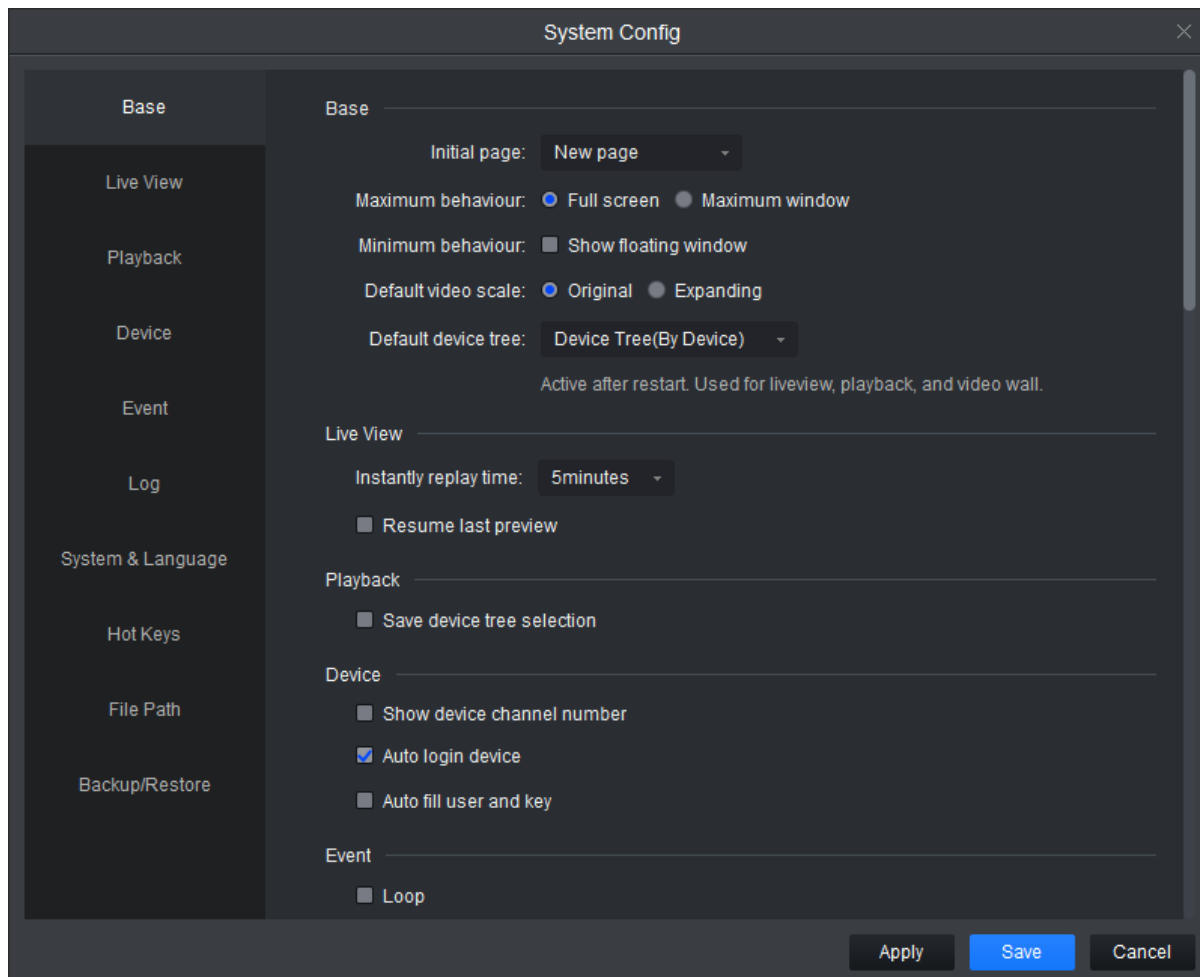 System Config
Base
Live View
Playback
Device
Event
Log
System & Language
Hot Keys
File Path
Backup/Restore
Base
Initial page: New page
Maximum behaviour: Full screen Maximum window
Minimum behaviour: Show floating window
Default video scale: Original Expanding
Default device tree: Device Tree(By Device)
Active after restart. Used for liveview, playback, and video wall.
Live View
Instantly replay time: 5minutes
Resume last preview
Playback
Save device tree selection
Device
Show device channel number
Auto login device
Auto fill user and key
Event
Loop
Apply Save Cancel